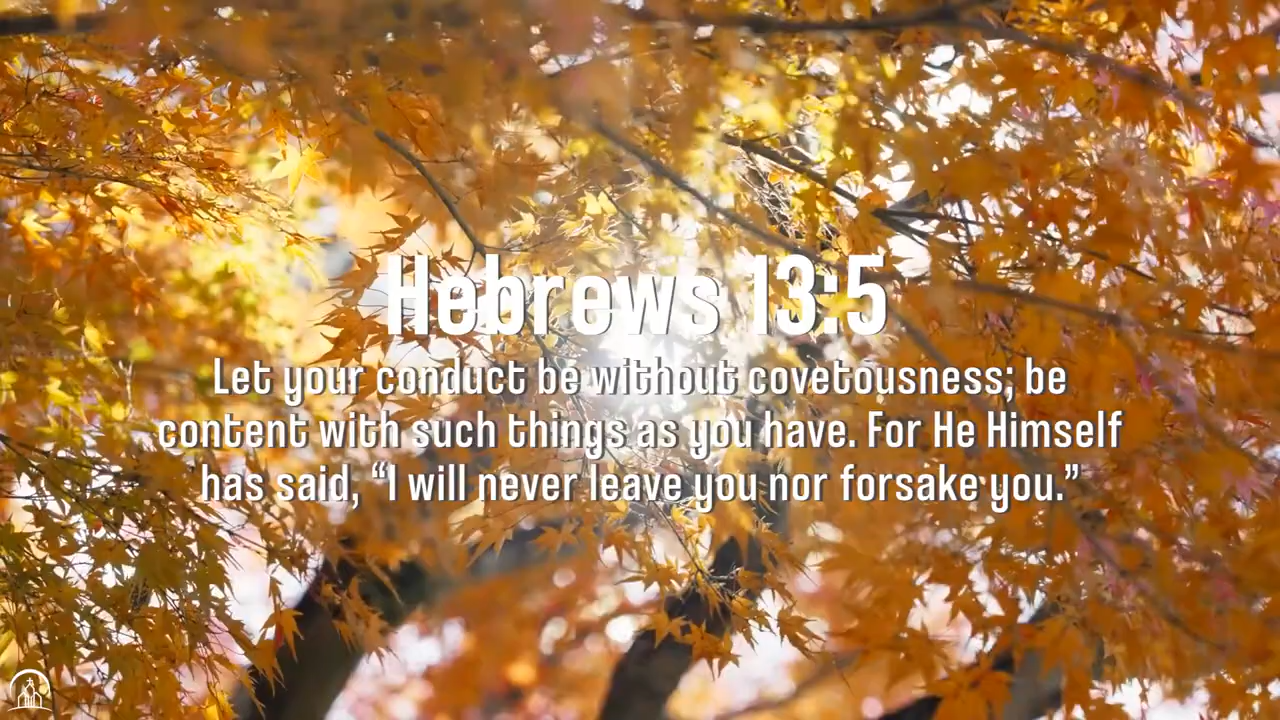 Hebrews 13:5
Let your conduct be without covetousness; be
content with such things as you have. For He Himself
has said, “I will never leave you nor forsake you.”